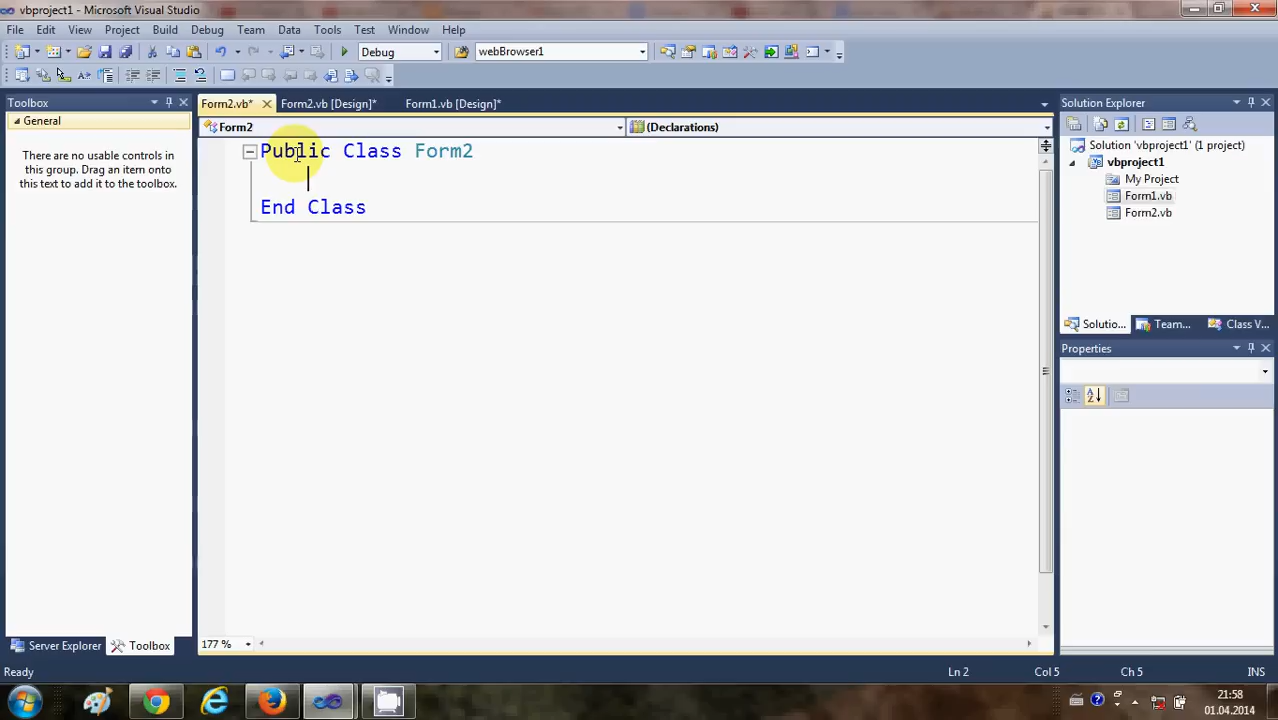 vbproject1 - Microsoft Visual Studio
File Edit View Project Build Debug Team Data Tools Test Window Help
Debug webBrowser1
Toolbox
General
There are no usable controls in
this group. Drag an item onto
this text to add it to the toolbox.
Server Explorer Toolbox
Form2.vb* Form2.vb [Design]* Form1.vb [Design]*
Form2 (Declarations)
Public Class Form2
End Class
177 %
Solution Explorer
Solution 'vbproject1' (1 project)
vbproject1
My Project
Form1.vb
Form2.vb
Solutio... Team... Class V...
Properties
Ready Ln 2 Col 5 Ch 5 INS
21:58
01.04.2014